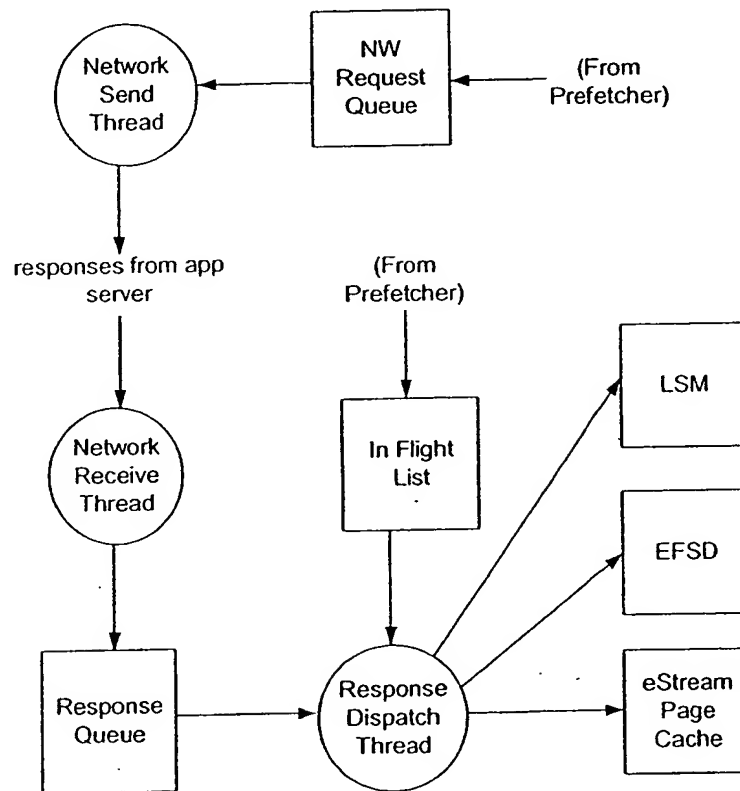 Network
Send
Thread
NW
Request
Queue
(From
Prefetcher)
responses from app
server
(From
Prefetcher)
Network
Receive
Thread
In Flight
List
LSM
EFSD
Response
Queue
Response
Dispatch
Thread
eStream
Page
Cache